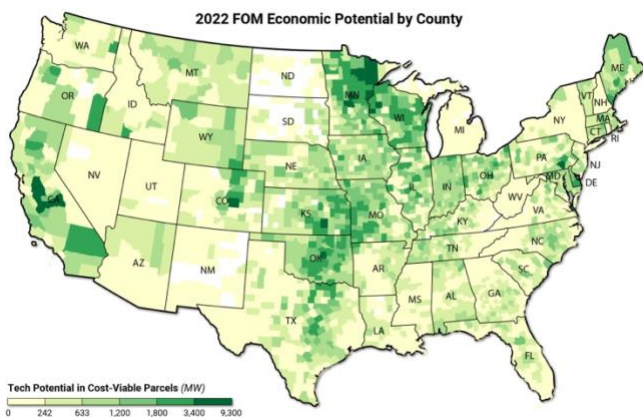 2022 FOM Economic Potential by County
WA
MT
ND
MN
ME
OR
ID
SD
WI
VT
NH
WY
MI
NY
MA
CT
RI
IA
NE
PA
NJ
NV
UT
IL
IN
OH
MD
DE
CA
CO
WV
KS
MO
KY
VA
AZ
NM
OK
TN
NC
AR
SC
MS
AL
GA
TX
LA
FL
Tech Potential in Cost-Viable Parcels (MW)
0 242 633 1,200 1,800 3,400 9,300